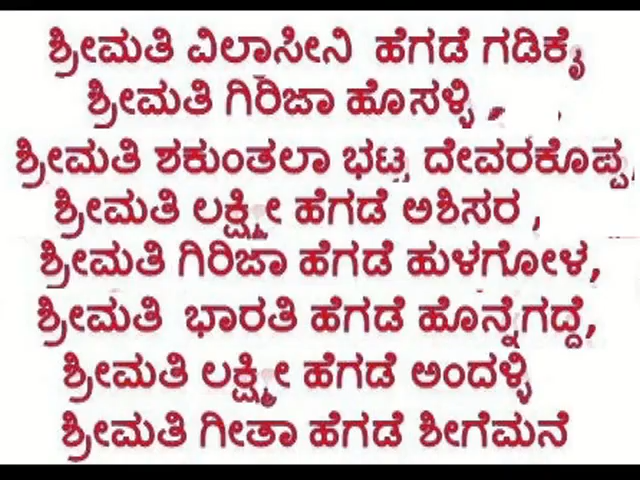 ಶ್ರೀಮತಿ ವಿಲಾಸೀನಿ ಹೆಗಡೆ ಗಡಿಕೈ
ಶ್ರೀಮತಿ ಗಿರಿಜಾ ಹೊಸಳ್ಳಿ ,
ಶ್ರೀಮತಿ ಶಕುಂತಲಾ ಭಟ್ಟ ದೇವರಕೊಪ್ಪ,
ಶ್ರೀಮತಿ ಲಕ್ಷ್ಮೀ ಹೆಗಡೆ ಅಶಿಸರ ,
ಶ್ರೀಮತಿ ಗಿರಿಜಾ ಹೆಗಡೆ ಹುಳಗೋಳ,
ಶ್ರೀಮತಿ ಭಾರತಿ ಹೆಗಡೆ ಹೊನ್ನೆಗದ್ದೆ,
ಶ್ರೀಮತಿ ಲಕ್ಷ್ಮೀ ಹೆಗಡೆ ಅಂದಳ್ಳಿ
ಶ್ರೀಮತಿ ಗೀತಾ ಹೆಗಡೆ ಶೀಗೆಮನೆ